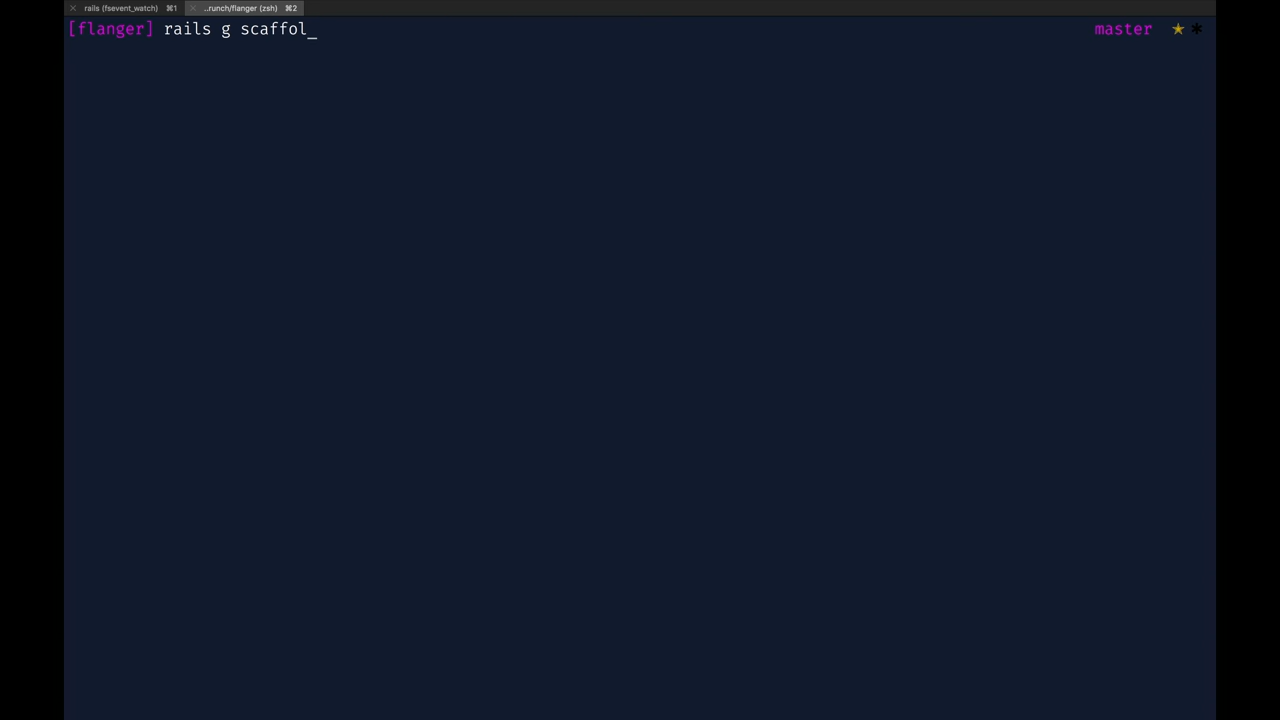 rails (fsevent_watch) ⌘1 ..runch/flanger (zsh) ⌘2
[flanger] rails g scaffol_ master ★ *